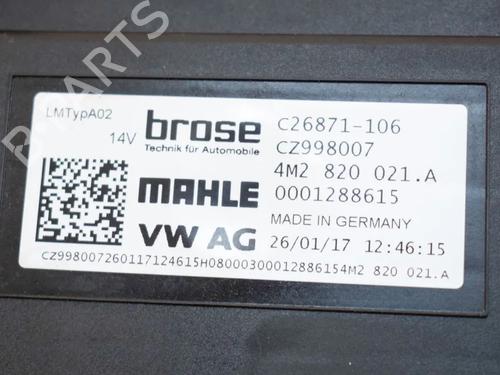 B PARTS
LMTypA02
14V
brose
Technik für Automobile
C26871-106
CZ998007
4M2 820 021.A
0001288615
MAHLE
MADE IN GERMANY
VW AG
26/01/17 12:46:15
CZ998007260117124615H08000300012886154M2 820 021.A